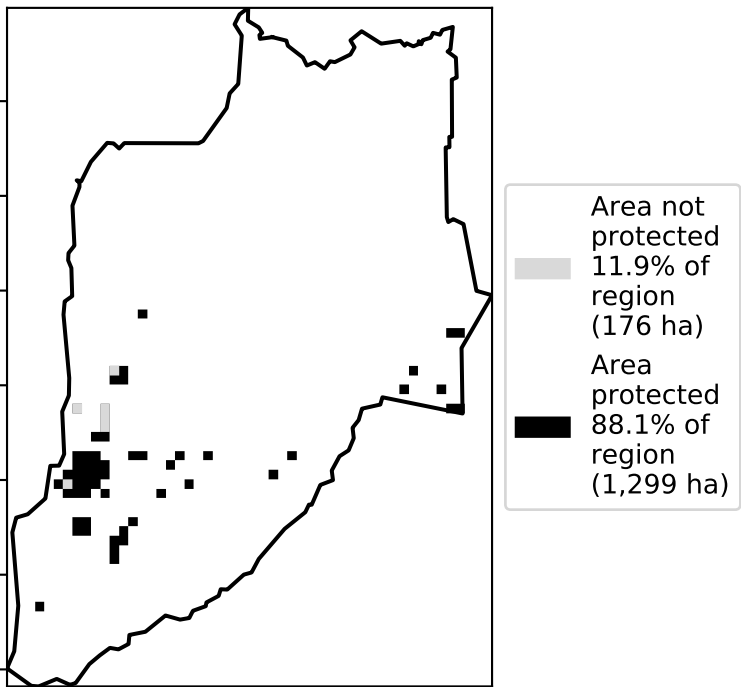 Area not
protected
11.9% of
region
(176 ha)
Area
protected
88.1% of
region
(1,299 ha)